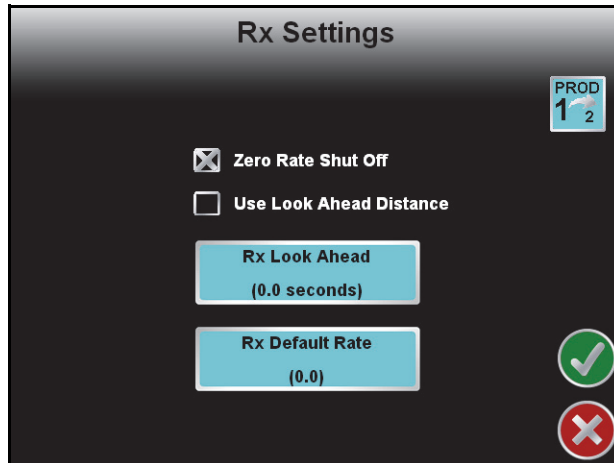 Rx Settings
PROD
1 2
Zero Rate Shut Off
Use Look Ahead Distance
Rx Look Ahead
(0.0 seconds)
Rx Default Rate
(0.0)